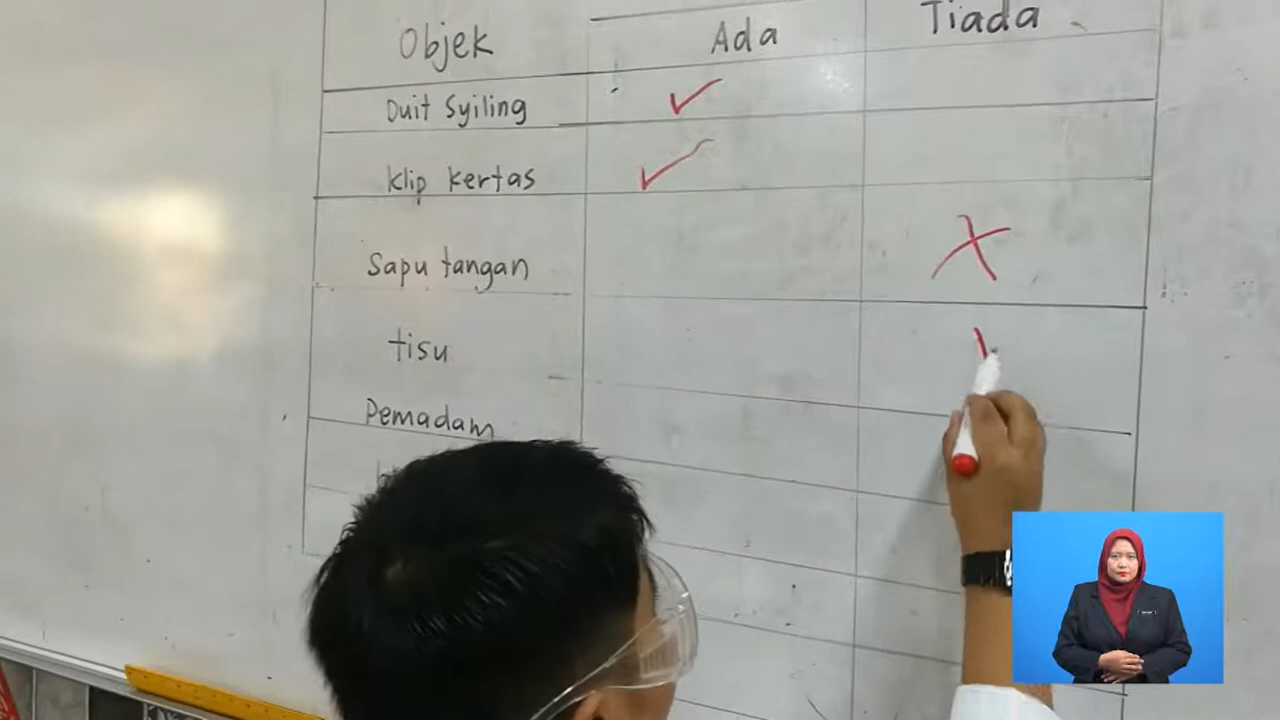 Objek Ada Tiada
Duit Syiling ✓
Klip kertas ✓
Sapu tangan X
tisu
Pemadam